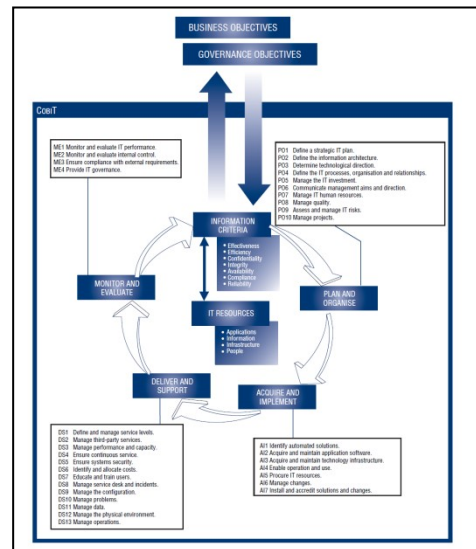 BUSINESS OBJECTIVES
GOVERNANCE OBJECTIVES
COBIT
ME1 Monitor and evaluate IT performance.
ME2 Monitor and evaluate internal control.
ME3 Ensure compliance with external requirements.
ME4 Provide IT governance.
PO1 Define a strategic IT plan.
PO2 Define the information architecture.
PO3 Determine technological direction.
PO4 Define the IT processes, organisation and relationships.
PO5 Manage the IT investment.
PO6 Communicate management aims and direction.
PO7 Manage IT human resources.
PO8 Manage quality.
PO9 Assess and manage IT risks.
PO10 Manage projects.
INFORMATION
CRITERIA
• Effectiveness
• Efficiency
• Confidentiality
• Integrity
• Availability
• Compliance
• Reliability
MONITOR AND
EVALUATE
PLAN AND
ORGANISE
IT RESOURCES
• Applications
• Information
• Infrastructure
• People
DELIVER AND
SUPPORT
ACQUIRE AND
IMPLEMENT
DS1 Define and manage service levels.
DS2 Manage third-party services.
DS3 Manage performance and capacity.
DS4 Ensure continuous service.
DS5 Ensure systems security.
DS6 Identify and allocate costs.
DS7 Educate and train users.
DS8 Manage service desk and incidents.
DS9 Manage the configuration.
DS10 Manage problems.
DS11 Manage data.
DS12 Manage the physical environment.
DS13 Manage operations.
AI1 Identify automated solutions.
AI2 Acquire and maintain application software.
AI3 Acquire and maintain technology infrastructure.
AI4 Enable operation and use.
AI5 Procure IT resources.
AI6 Manage changes.
AI7 Install and accredit solutions and changes.